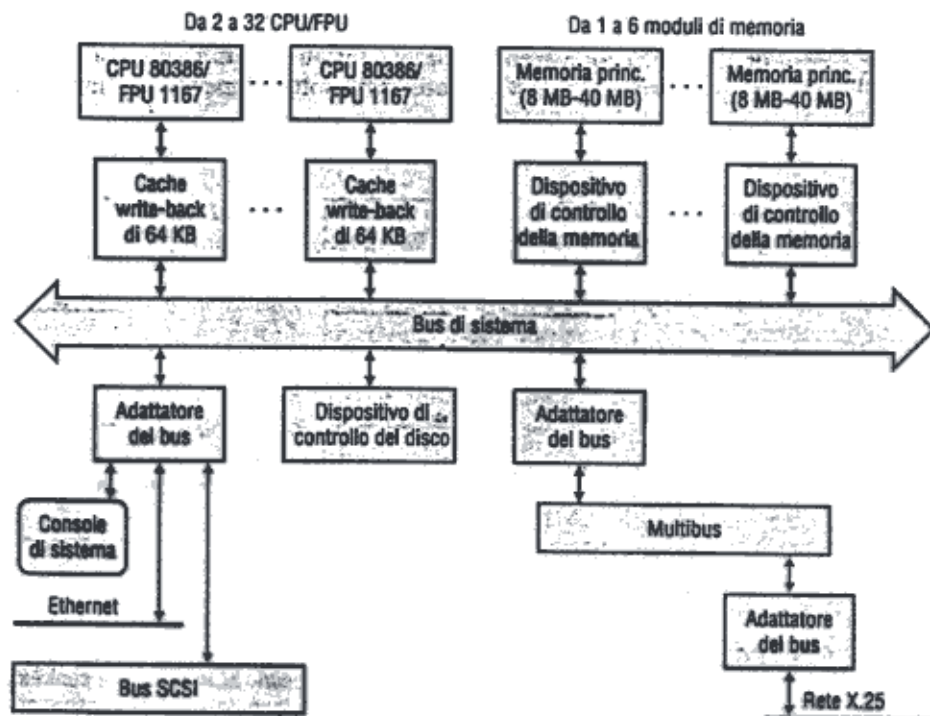 Da 2 a 32 CPU/FPU
Da 1 a 6 moduli di memoria
CPU 80386/
FPU 1167
...
CPU 80386/
FPU 1167
Memoria princ.
(8 MB-40 MB)
...
Memoria princ.
(8 MB-40 MB)
Cache
write-back
di 64 KB
...
Cache
write-back
di 64 KB
Dispositivo
di controllo
della memoria
...
Dispositivo
di controllo
della memoria
Bus di sistema
Adattatore
del bus
Dispositivo di
controllo del disco
Adattatore
del bus
Console
di sistema
Multibus
Ethernet
Adattatore
del bus
Bus SCSI
Rete X.25